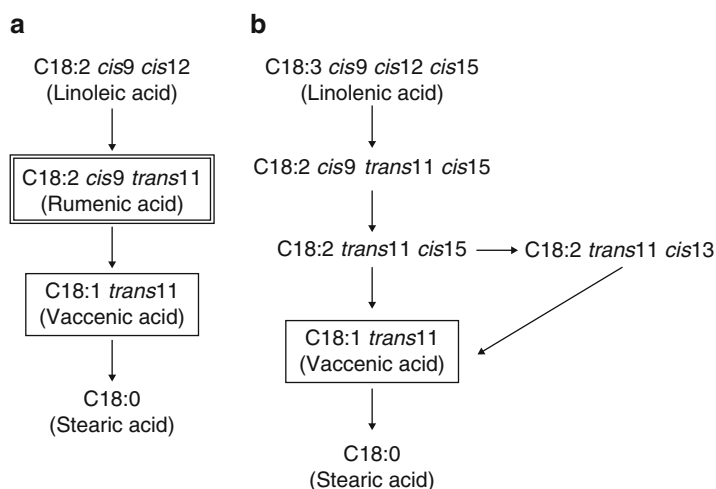 a
C18:2 cis9 cis12
(Linoleic acid)
C18:2 cis9 trans11
(Rumenic acid)
C18:1 trans11
(Vaccenic acid)
C18:0
(Stearic acid)
b
C18:3 cis9 cis12 cis15
(Linolenic acid)
C18:2 cis9 trans11 cis15
C18:2 trans11 cis15
C18:2 trans11 cis13
C18:1 trans11
(Vaccenic acid)
C18:0
(Stearic acid)